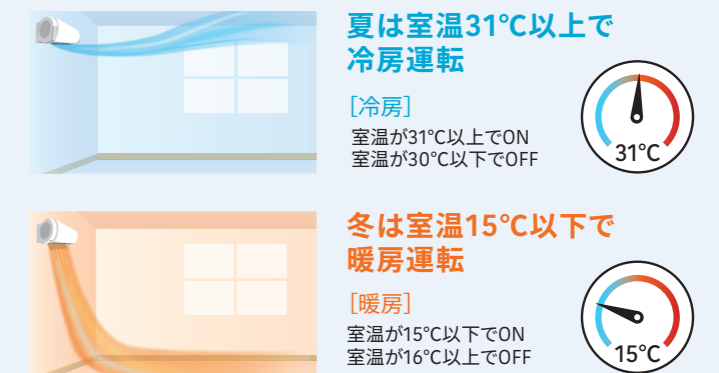 夏は室温31℃以上で
冷房運転
［冷房］
室温が31℃以上でON
室温が30℃以下でOFF
31℃
冬は室温15℃以下で
暖房運転
［暖房］
室温が15℃以下でON
室温が16℃以上でOFF
15℃